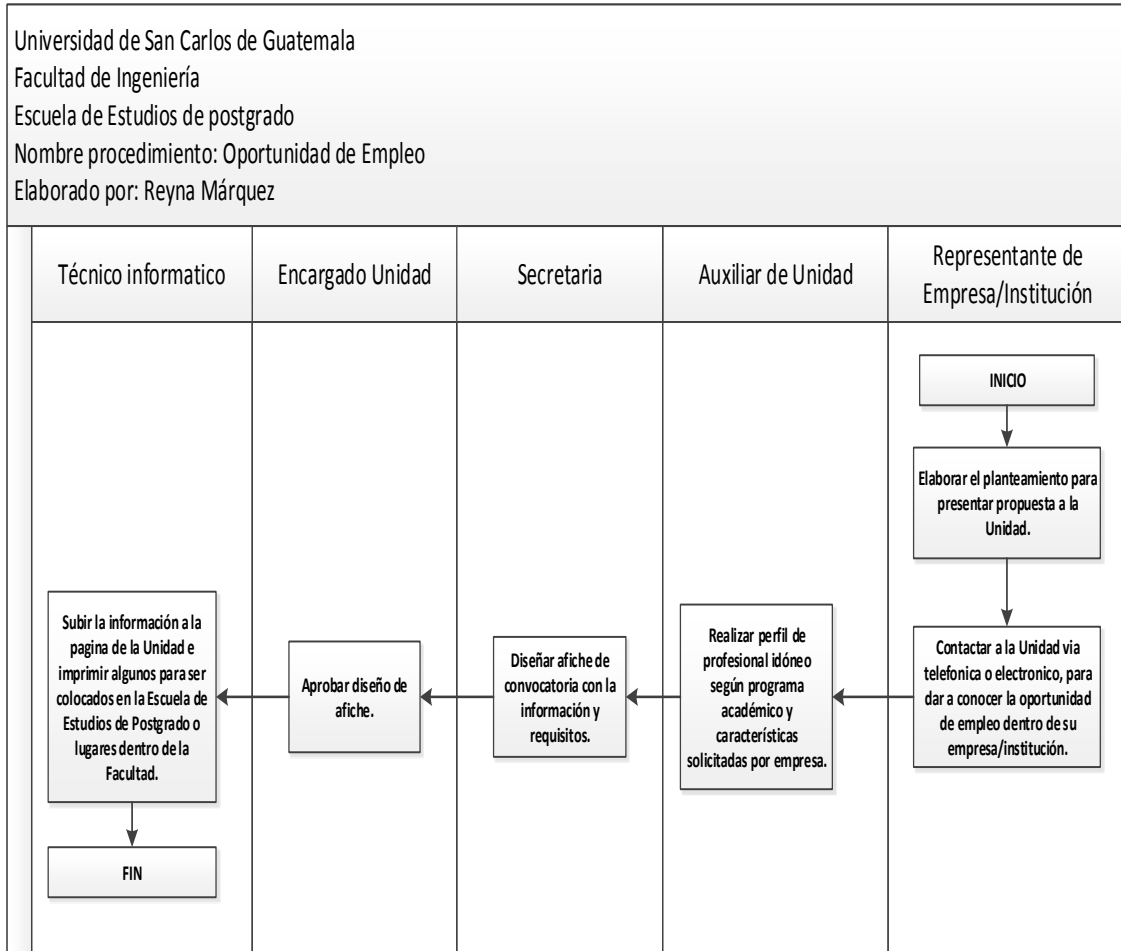 Universidad de San Carlos de Guatemala
Facultad de Ingeniería
Escuela de Estudios de postgrado
Nombre procedimiento: Oportunidad de Empleo
Elaborado por: Reyna Márquez
Técnico informatico
Encargado Unidad
Secretaria
Auxiliar de Unidad
Representante de
Empresa/Institución
INICIO
Elaborar el planteamiento para
presentar propuesta a la
Unidad.
Contactar a la Unidad via
telefonica o electronico, para
dar a conocer la oportunidad
de empleo dentro de su
empresa/institución.
Realizar perfil de
profesional idóneo
según programa
académico y
características
solicitadas por empresa.
Diseñar afiche de
convocatoria con la
información y
requisitos.
Aprobar diseño de
afiche.
Subir la información a la
pagina de la Unidad e
imprimir algunos para ser
colocados en la Escuela de
Estudios de Postgrado o
lugares dentro de la
Facultad.
FIN